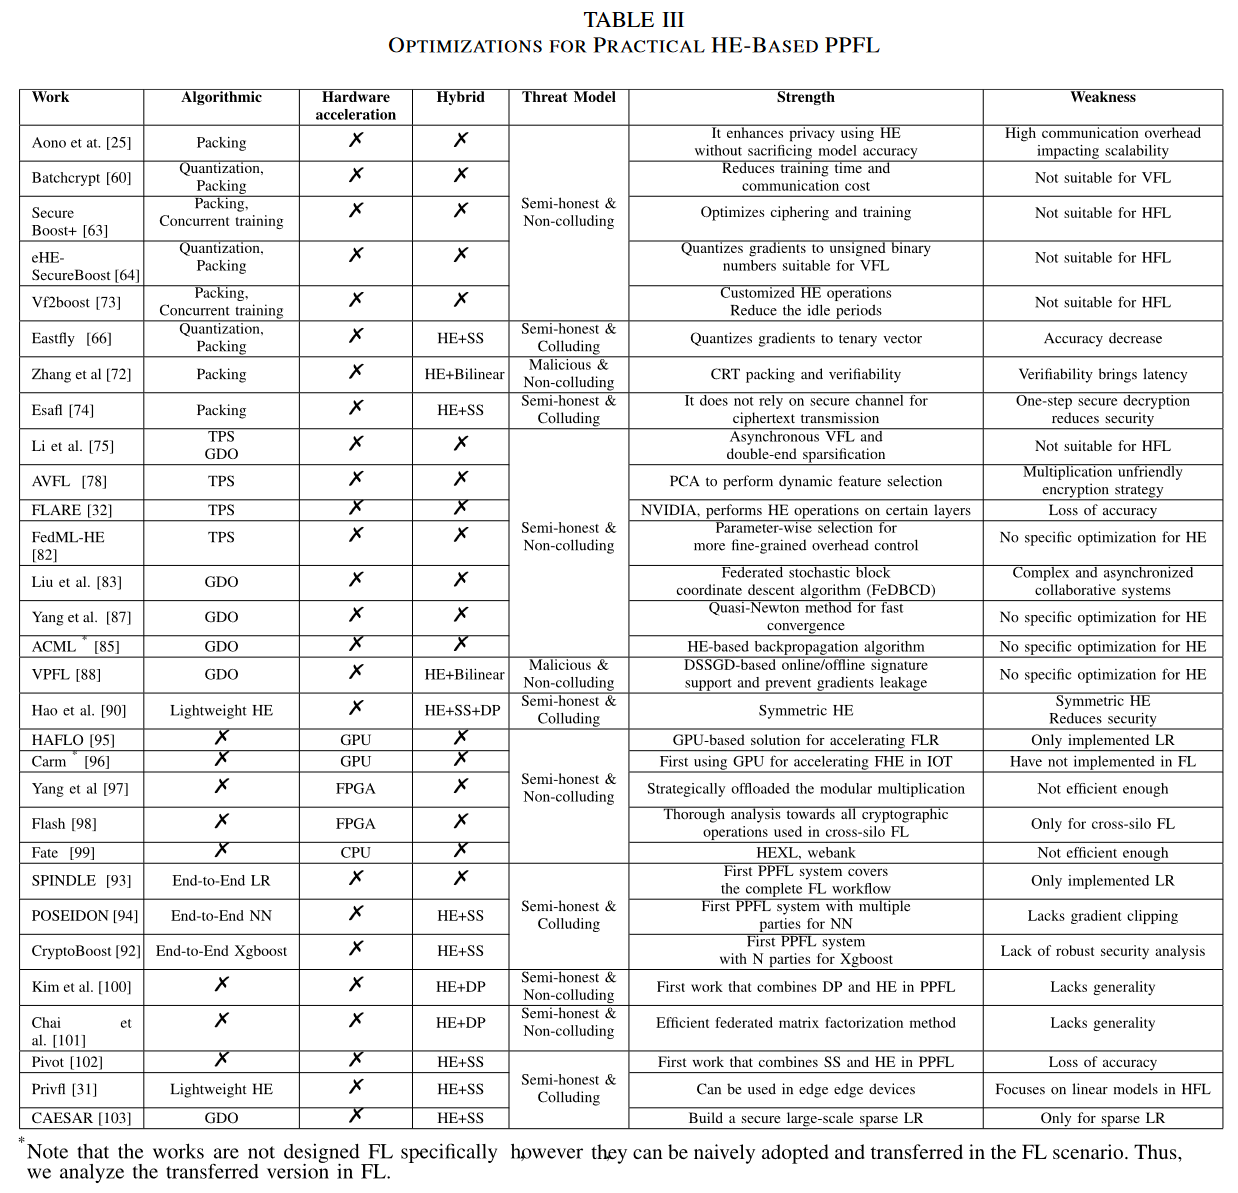 TABLE III
OPTIMIZATIONS FOR PRACTICAL HE-BASED PPFL
Work Algorithmic Hardware acceleration Hybrid Threat Model Strength Weakness
Aono et at. [25] Packing ✗ ✗ Semi-honest & Non-colluding It enhances privacy using HE without sacrificing model accuracy High communication overhead impacting scalability
Batchcrypt [60] Quantization, Packing ✗ ✗ Reduces training time and communication cost Not suitable for VFL
Secure Boost+ [63] Packing, Concurrent training ✗ ✗ Optimizes ciphering and training Not suitable for HFL
eHE-SecureBoost [64] Quantization, Packing ✗ ✗ Quantizes gradients to unsigned binary numbers suitable for VFL Not suitable for HFL
Vf2boost [73] Packing, Concurrent training ✗ ✗ Customized HE operations Reduce the idle periods Not suitable for HFL
Eastfly [66] Quantization, Packing ✗ HE+SS Semi-honest & Colluding Quantizes gradients to tenary vector Accuracy decrease
Zhang et al [72] Packing ✗ HE+Bilinear Malicious & Non-colluding CRT packing and verifiability Verifiability brings latency
Esafl [74] Packing ✗ HE+SS Semi-honest & Colluding It does not rely on secure channel for ciphertext transmission One-step secure decryption reduces security
Li et al. [75] TPS GDO ✗ ✗ Semi-honest & Non-colluding Asynchronous VFL and double-end sparsification Not suitable for HFL
AVFL [78] TPS ✗ ✗ PCA to perform dynamic feature selection Multiplication unfriendly encryption strategy
FLARE [32] TPS ✗ ✗ NVIDIA, performs HE operations on certain layers Loss of accuracy
FedML-HE [82] TPS ✗ ✗ Parameter-wise selection for more fine-grained overhead control No specific optimization for HE
Liu et al. [83] GDO ✗ ✗ Federated stochastic block coordinate descent algorithm (FeDBCD) Complex and asynchronized collaborative systems
Yang et al. [87] GDO ✗ ✗ Quasi-Newton method for fast convergence No specific optimization for HE
ACML * [85] GDO ✗ ✗ HE-based backpropagation algorithm No specific optimization for HE
VPFL [88] GDO ✗ HE+Bilinear Malicious & Non-colluding DSSGD-based online/offline signature support and prevent gradients leakage No specific optimization for HE
Hao et al. [90] Lightweight HE ✗ HE+SS+DP Semi-honest & Colluding Symmetric HE Symmetric HE Reduces security
HAFLO [95] ✗ GPU ✗ Semi-honest & Non-colluding GPU-based solution for accelerating FLR Only implemented LR
Carm * [96] ✗ GPU ✗ First using GPU for accelerating FHE in IOT Have not implemented in FL
Yang et al [97] ✗ FPGA ✗ Strategically offloaded the modular multiplication Not efficient enough
Flash [98] ✗ FPGA ✗ Thorough analysis towards all cryptographic operations used in cross-silo FL Only for cross-silo FL
Fate [99] ✗ CPU ✗ HEXL, webank Not efficient enough
SPINDLE [93] End-to-End LR ✗ ✗ Semi-honest & Colluding First PPFL system covers the complete FL workflow Only implemented LR
POSEIDON [94] End-to-End NN ✗ HE+SS First PPFL system with multiple parties for NN Lacks gradient clipping
CryptoBoost [92] End-to-End Xgboost ✗ HE+SS First PPFL system with N parties for Xgboost Lack of robust security analysis
Kim et al. [100] ✗ ✗ HE+DP Semi-honest & Non-colluding First work that combines DP and HE in PPFL Lacks generality
Chai et al. [101] ✗ ✗ HE+DP Semi-honest & Non-colluding Efficient federated matrix factorization method Lacks generality
Pivot [102] ✗ ✗ HE+SS Semi-honest & Colluding First work that combines SS and HE in PPFL Loss of accuracy
Privfl [31] Lightweight HE ✗ HE+SS Can be used in edge edge devices Focuses on linear models in HFL
CAESAR [103] GDO ✗ HE+SS Build a secure large-scale sparse LR Only for sparse LR
*Note that the works are not designed FL specifically however they can be naively adopted and transferred in the FL scenario. Thus,
we analyze the transferred version in FL.